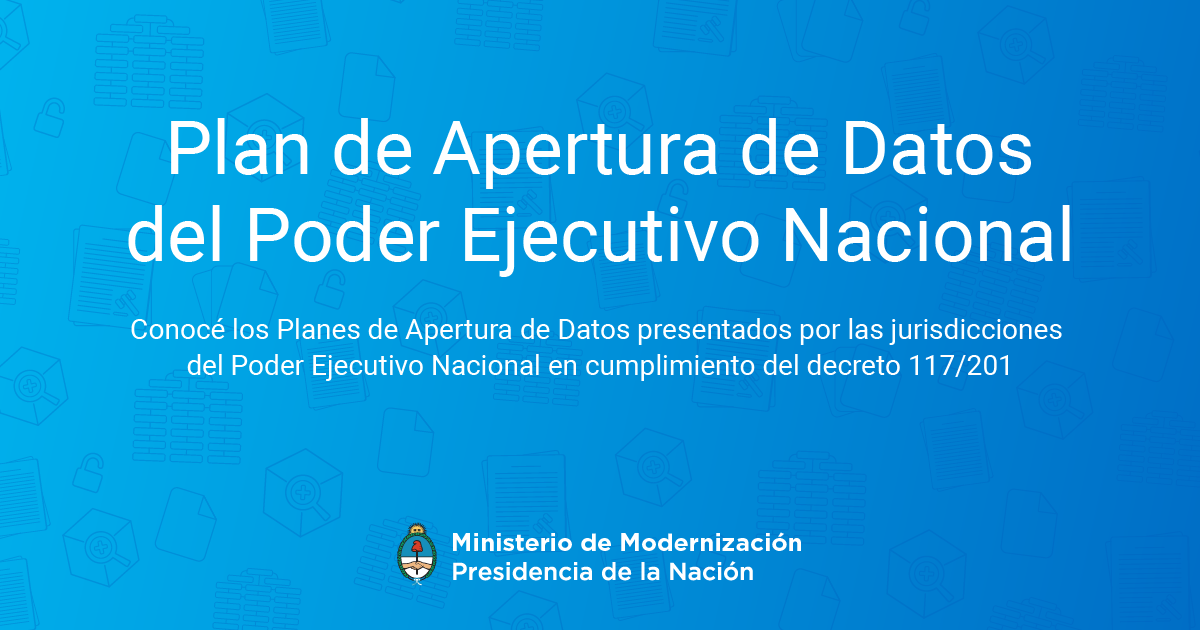 Plan de Apertura de Datos
del Poder Ejecutivo Nacional
Conocé los Planes de Apertura de Datos presentados por las jurisdicciones
del Poder Ejecutivo Nacional en cumplimiento del decreto 117/201
Ministerio de Modernización
Presidencia de la Nación